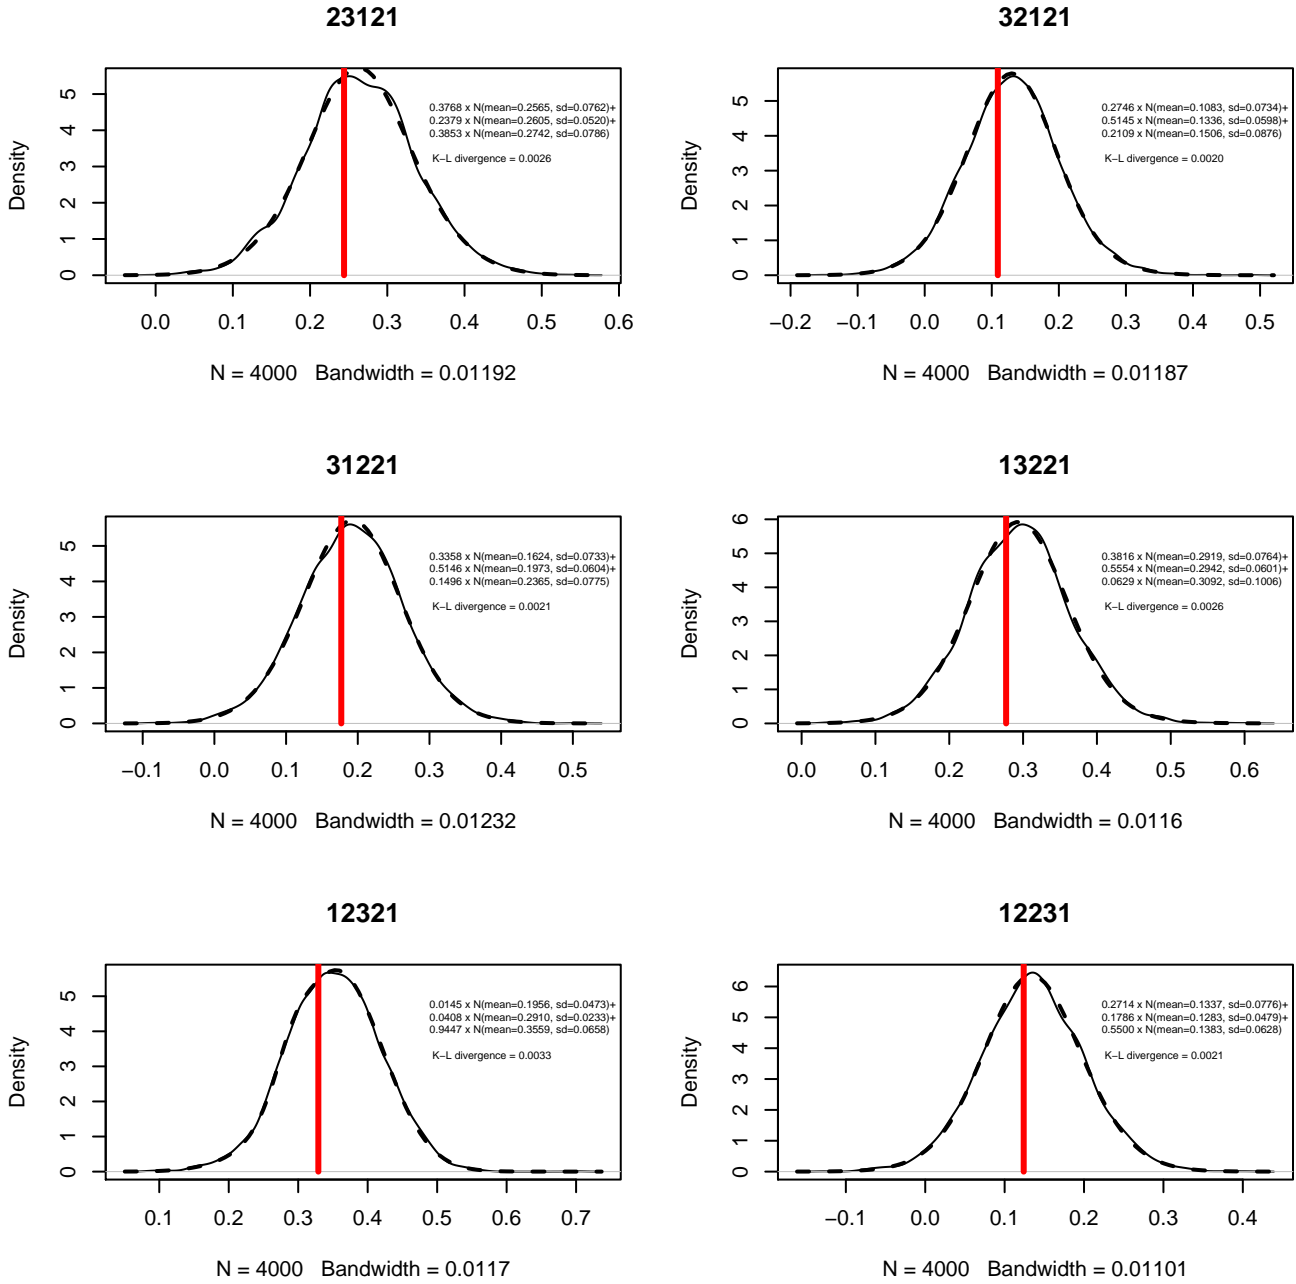 23121
Density
0
1
2
3
4
5
0.3768 x N(mean=0.2565, sd=0.0762)+
0.2379 x N(mean=0.2605, sd=0.0520)+
0.3853 x N(mean=0.2742, sd=0.0786)
K−L divergence = 0.0026
0.0 0.1 0.2 0.3 0.4 0.5 0.6
N = 4000 Bandwidth = 0.01192
32121
Density
0
1
2
3
4
5
0.2746 x N(mean=0.1083, sd=0.0734)+
0.5145 x N(mean=0.1336, sd=0.0598)+
0.2109 x N(mean=0.1506, sd=0.0876)
K−L divergence = 0.0020
−0.2 −0.1 0.0 0.1 0.2 0.3 0.4 0.5
N = 4000 Bandwidth = 0.01187
31221
Density
0
1
2
3
4
5
0.3358 x N(mean=0.1624, sd=0.0733)+
0.5146 x N(mean=0.1973, sd=0.0604)+
0.1496 x N(mean=0.2365, sd=0.0775)
K−L divergence = 0.0021
−0.1 0.0 0.1 0.2 0.3 0.4 0.5
N = 4000 Bandwidth = 0.01232
13221
Density
0
1
2
3
4
5
6
0.3816 x N(mean=0.2919, sd=0.0764)+
0.5554 x N(mean=0.2942, sd=0.0601)+
0.0629 x N(mean=0.3092, sd=0.1006)
K−L divergence = 0.0026
0.0 0.1 0.2 0.3 0.4 0.5 0.6
N = 4000 Bandwidth = 0.0116
12321
Density
0
1
2
3
4
5
0.0145 x N(mean=0.1956, sd=0.0473)+
0.0408 x N(mean=0.2910, sd=0.0233)+
0.9447 x N(mean=0.3559, sd=0.0658)
K−L divergence = 0.0033
0.1 0.2 0.3 0.4 0.5 0.6 0.7
N = 4000 Bandwidth = 0.0117
12231
Density
0
1
2
3
4
5
6
0.2714 x N(mean=0.1337, sd=0.0776)+
0.1786 x N(mean=0.1283, sd=0.0479)+
0.5500 x N(mean=0.1383, sd=0.0628)
K−L divergence = 0.0021
−0.1 0.0 0.1 0.2 0.3 0.4
N = 4000 Bandwidth = 0.01101